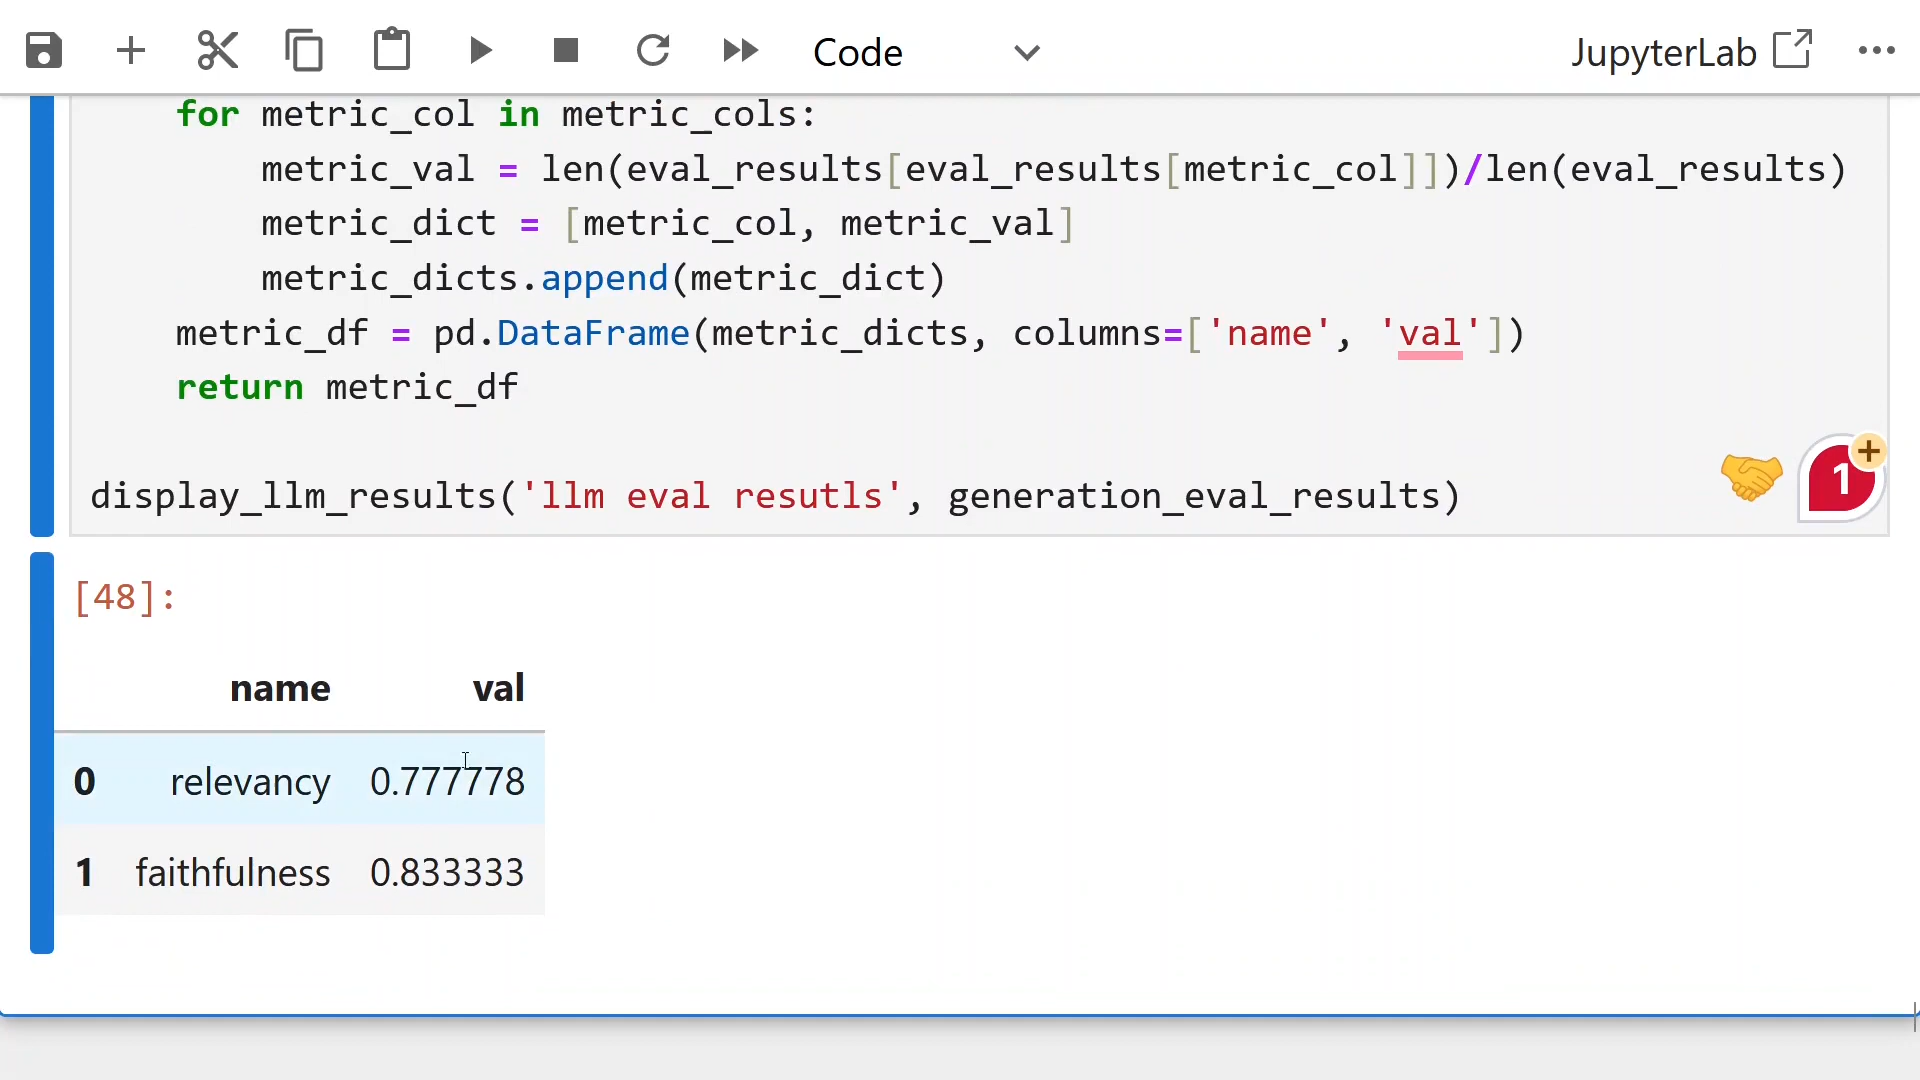 Code
JupyterLab
for metric_col in metric_cols:
metric_val = len(eval_results[eval_results[metric_col]])/len(eval_results)
metric_dict = [metric_col, metric_val]
metric_dicts.append(metric_dict)
metric_df = pd.DataFrame(metric_dicts, columns=['name', 'val'])
return metric_df
display_llm_results('llm eval resutls', generation_eval_results)
1
[48]:
name val
0 relevancy 0.777778
1 faithfulness 0.833333